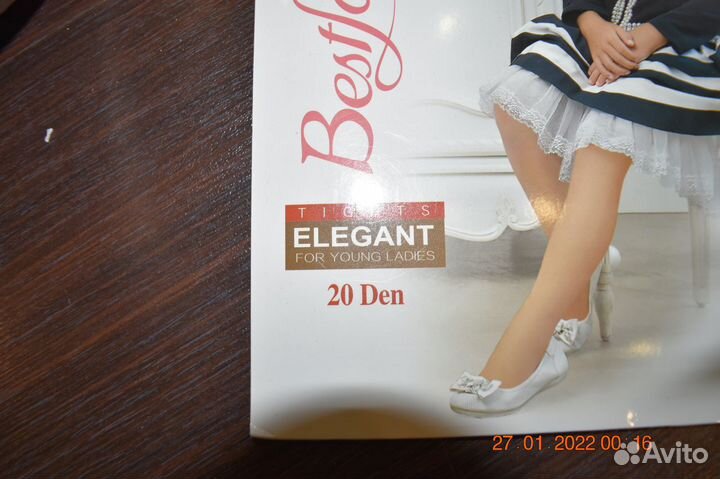 TIGHTS
ELEGANT
FOR YOUNG LADIES
20 Den
27.01.2022 00:16
Avito